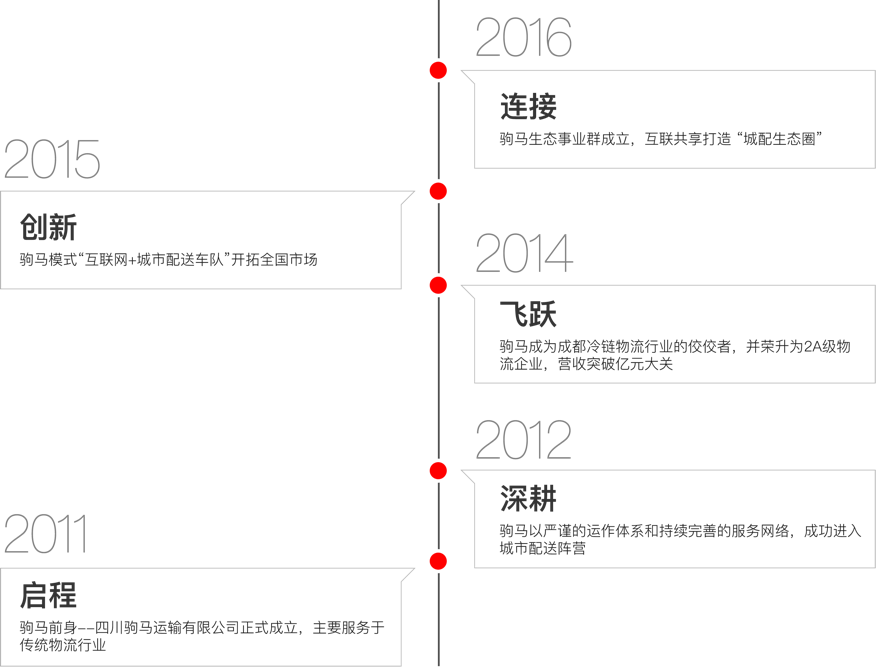 2016
连接
驹马生态事业群成立，互联共享打造 “城配生态圈”
2015
创新
驹马模式“互联网+城市配送车队”开拓全国市场
2014
飞跃
驹马成为成都冷链物流行业的佼佼者，并荣升为2A级物
流企业，营收突破亿元大关
2012
深耕
驹马以严谨的运作体系和持续完善的服务网络，成功进入
城市配送阵营
2011
启程
驹马前身--四川驹马运输有限公司正式成立，主要服务于
传统物流行业